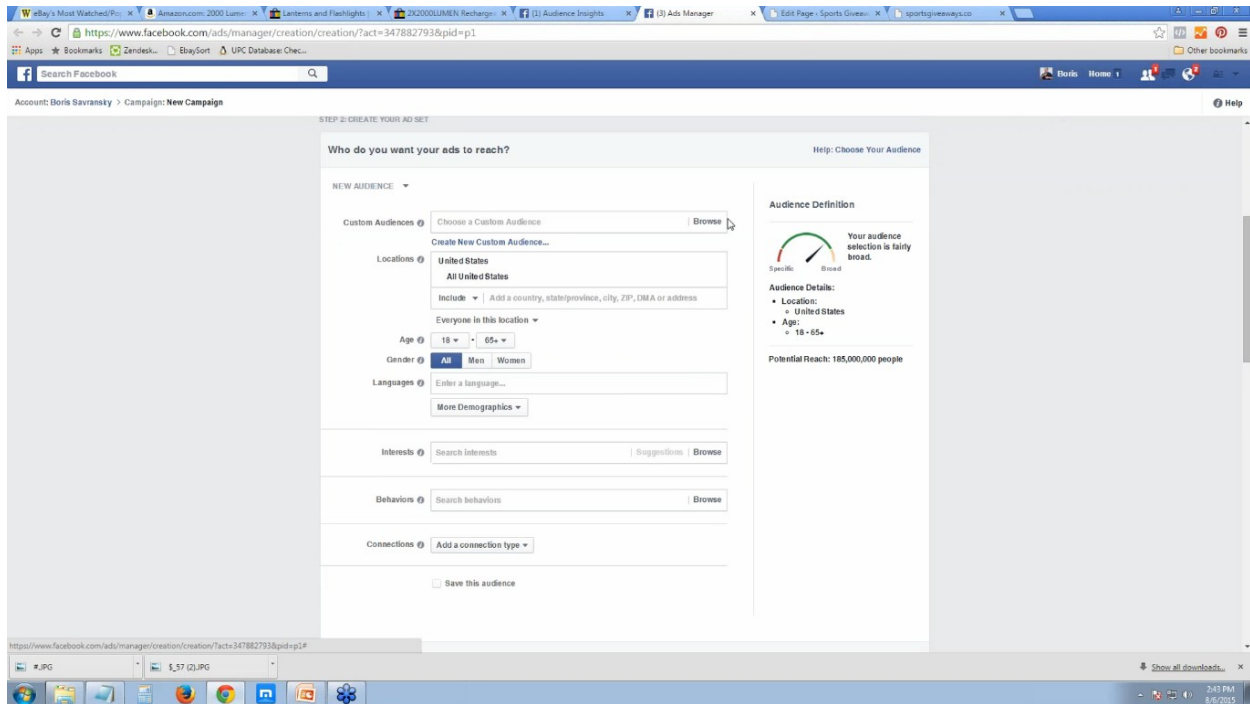 eBay's Most Watched/Po
Amazon.com: 2000 Lume
Lanterns and Flashlights |
2X2000LUMEN Recharge
(1) Audience Insights
(3) Ads Manager
Edit Page ‹ Sports Giveaw
sportsgiveaways.co
https://www.facebook.com/ads/manager/creation/creation/?act=347882793&pid=p1
Apps
Bookmarks
Zendesk...
EbaySort
UPC Database: Chec...
Other bookmarks
Search Facebook
Boris
Home
Account: Boris Savransky > Campaign: New Campaign
Help
STEP 2: CREATE YOUR AD SET
Who do you want your ads to reach?
Help: Choose Your Audience
NEW AUDIENCE
Custom Audiences
Choose a Custom Audience
Browse
Create New Custom Audience...
Locations
United States
All United States
Include
Add a country, state/province, city, ZIP, DMA or address
Everyone in this location
Age
18 - 65+
Gender
All
Men
Women
Languages
Enter a language...
More Demographics
Interests
Search interests
Suggestions
Browse
Behaviors
Search behaviors
Browse
Connections
Add a connection type
Save this audience
Audience Definition
Your audience
selection is fairly
broad.
Specific
Broad
Audience Details:
Location:
United States
Age:
18 - 65+
Potential Reach: 185,000,000 people
https://www.facebook.com/ads/manager/creation/creation/?act=347882793&pid=p1#
#.JPG
$_57 (2).JPG
Show all downloads...
2:43 PM
8/6/2015